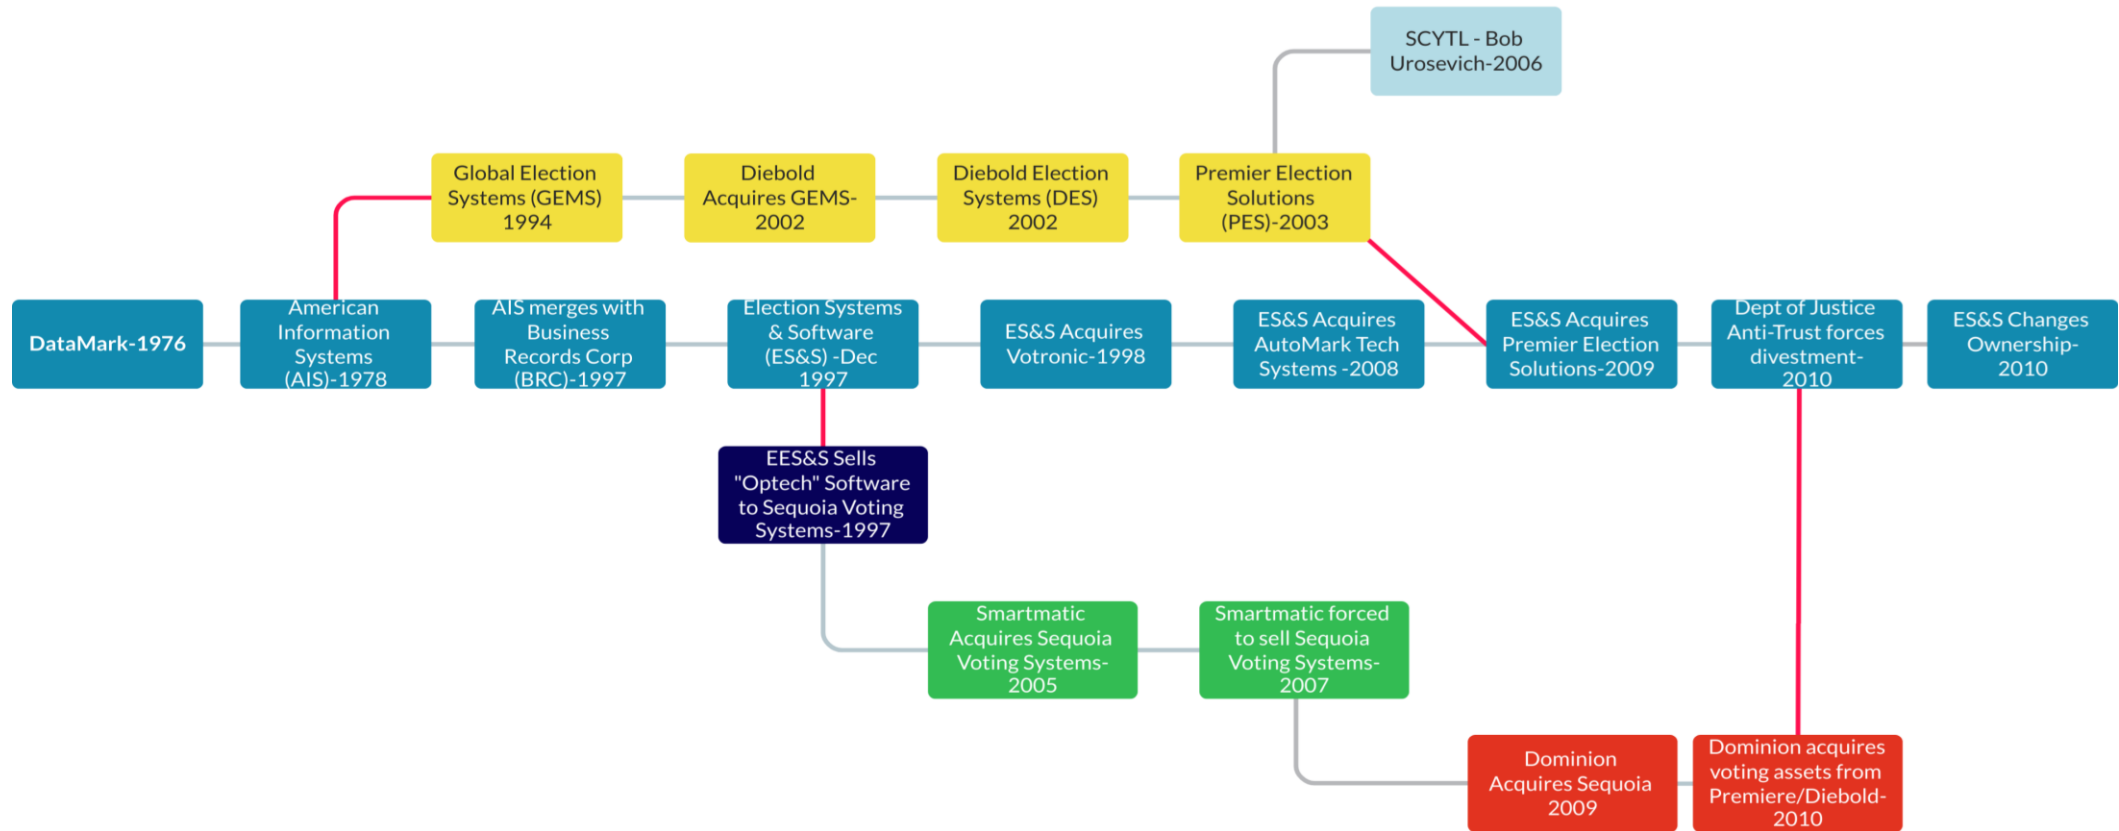 SCYTL - Bob
Urosevich-2006
Global Election
Systems (GEMS)
1994
Diebold
Acquires GEMS-
2002
Diebold Election
Systems (DES)
2002
Premier Election
Solutions
(PES)-2003
DataMark-1976
American
Information
Systems
(AIS)-1978
AIS merges with
Business
Records Corp
(BRC)-1997
Election Systems
& Software
(ES&S) -Dec
1997
ES&S Acquires
Votronic-1998
ES&S Acquires
AutoMark Tech
Systems -2008
ES&S Acquires
Premier Election
Solutions-2009
Dept of Justice
Anti-Trust forces
divestment-
2010
ES&S Changes
Ownership-
2010
EES&S Sells
"Optech" Software
to Sequoia Voting
Systems-1997
Smartmatic
Acquires Sequoia
Voting Systems-
2005
Smartmatic forced
to sell Sequoia
Voting Systems-
2007
Dominion
Acquires Sequoia
2009
Dominion acquires
voting assets from
Premiere/Diebold-
2010